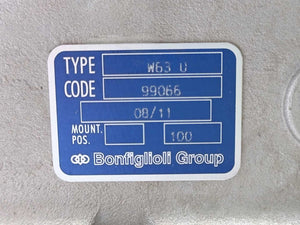 TYPE W63 U
CODE 99066
08/11
MOUNT. POS. 100
Bonfiglioli Group